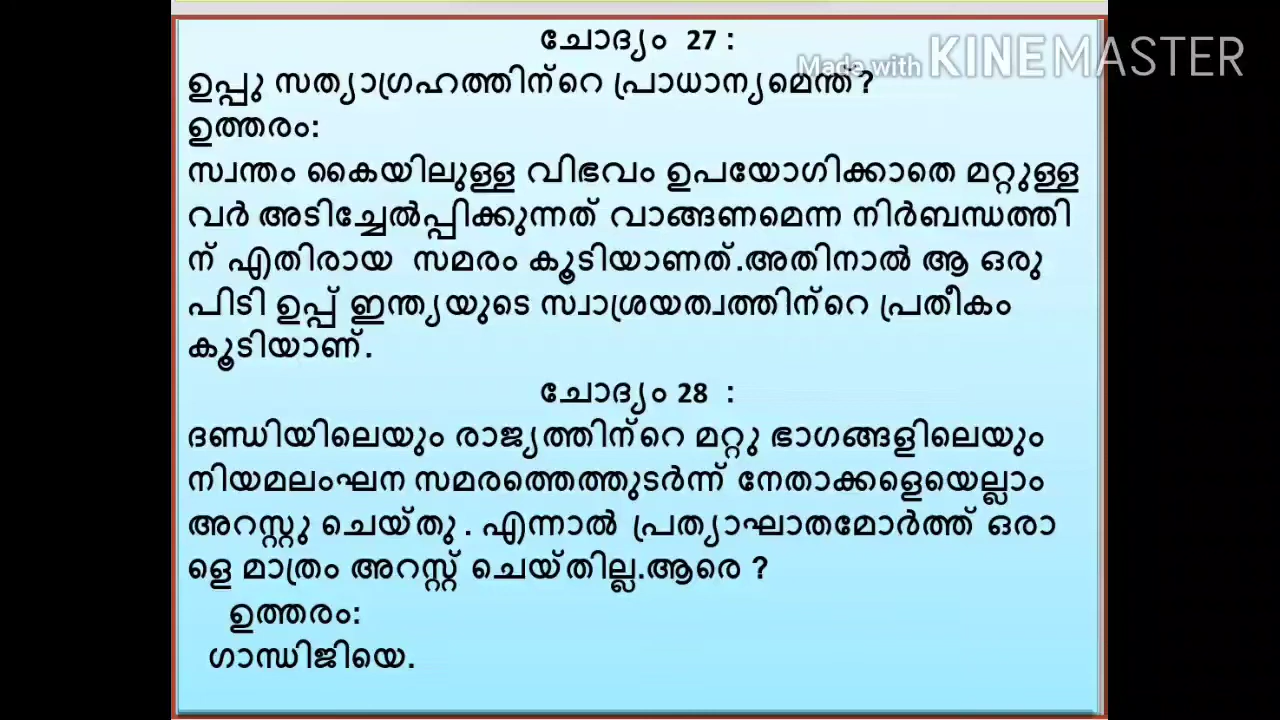 ചോദ്യം 27 :
Made with KINEMASTER
ഉപ്പു സത്യാഗ്രഹത്തിന്റെ പ്രാധാന്യമെന്ത്?
ഉത്തരം:
സ്വന്തം കൈയിലുള്ള വിഭവം ഉപയോഗിക്കാതെ മറ്റുള്ള
വർ അടിച്ചേൽപ്പിക്കുന്നത് വാങ്ങണമെന്ന നിർബന്ധത്തി
ന് എതിരായ സമരം കൂടിയാണത്.അതിനാൽ ആ ഒരു
പിടി ഉപ്പ് ഇന്ത്യയുടെ സ്വാശ്രയത്വത്തിന്റെ പ്രതീകം
കൂടിയാണ്.
ചോദ്യം 28 :
ദണ്ഡിയിലെയും രാജ്യത്തിന്റെ മറ്റു ഭാഗങ്ങളിലെയും
നിയമലംഘന സമരത്തെത്തുടർന്ന് നേതാക്കളെയെല്ലാം
അറസ്റ്റു ചെയ്തു . എന്നാൽ പ്രത്യാഘാതമോർത്ത് ഒരാ
ളെ മാത്രം അറസ്റ്റ് ചെയ്തില്ല.ആരെ ?
ഉത്തരം:
ഗാന്ധിജിയെ.